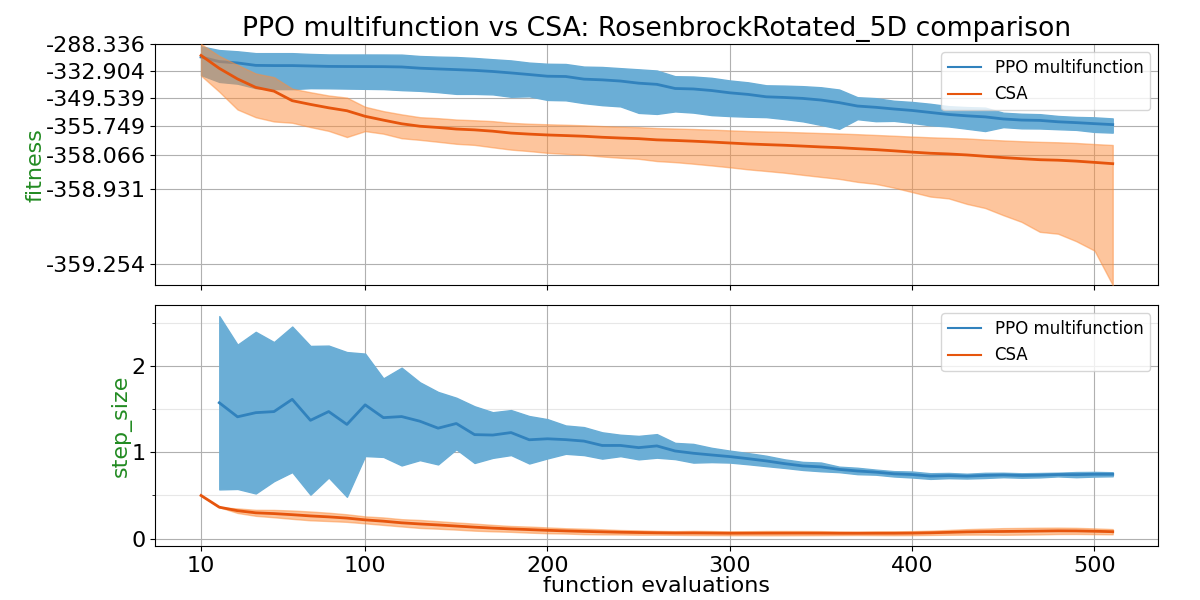 PPO multifunction vs CSA: RosenbrockRotated_5D comparison
-288.336
-332.904
-349.539
-355.749
-358.066
-358.931
-359.254
fitness
PPO multifunction
CSA
2
1
0
step_size
PPO multifunction
CSA
10
100
200
300
400
500
function evaluations